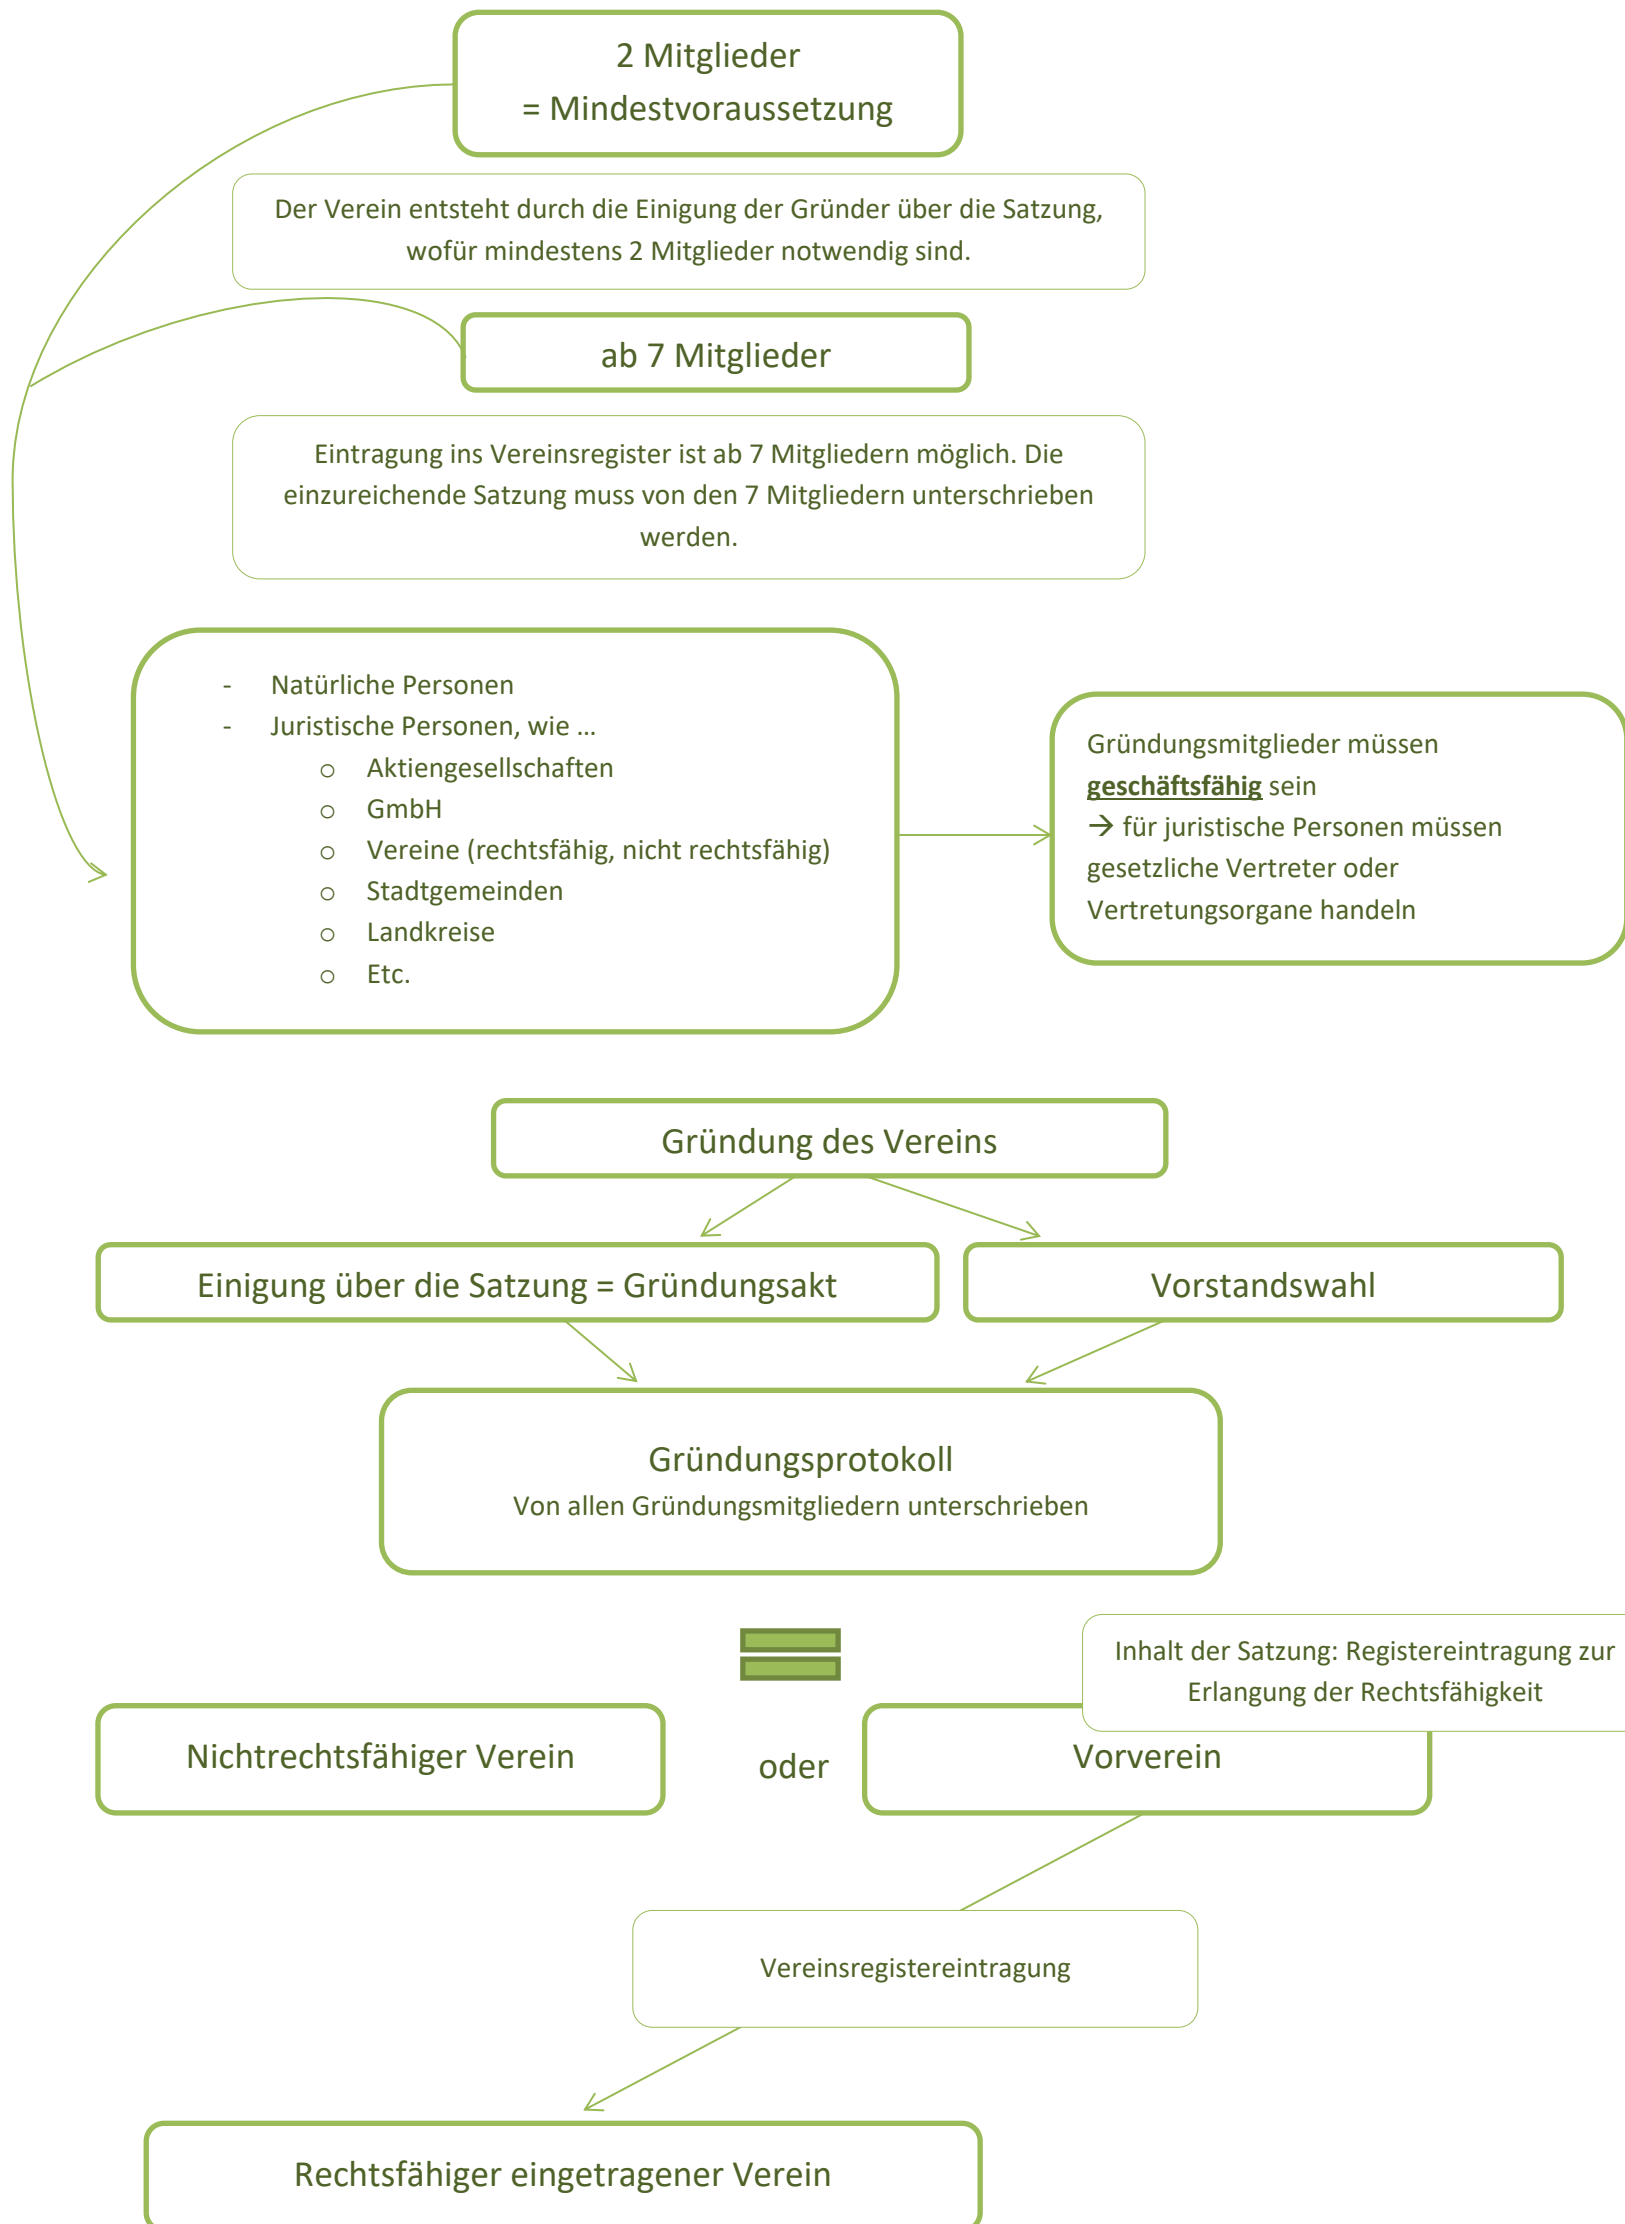 2 Mitglieder
= Mindestvoraussetzung
Der Verein entsteht durch die Einigung der Gründer über die Satzung,
wofür mindestens 2 Mitglieder notwendig sind.
ab 7 Mitglieder
Eintragung ins Vereinsregister ist ab 7 Mitgliedern möglich. Die
einzureichende Satzung muss von den 7 Mitgliedern unterschrieben
werden.
- Natürliche Personen
- Juristische Personen, wie …
o Aktiengesellschaften
o GmbH
o Vereine (rechtsfähig, nicht rechtsfähig)
o Stadtgemeinden
o Landkreise
o Etc.
Gründungsmitglieder müssen
geschäftsfähig sein
→ für juristische Personen müssen
gesetzliche Vertreter oder
Vertretungsorgane handeln
Gründung des Vereins
Einigung über die Satzung = Gründungsakt
Vorstandswahl
Gründungsprotokoll
Von allen Gründungsmitgliedern unterschrieben
Inhalt der Satzung: Registereintragung zur
Erlangung der Rechtsfähigkeit
Nichtrechtsfähiger Verein
oder
Vorverein
Vereinsregistereintragung
Rechtsfähiger eingetragener Verein